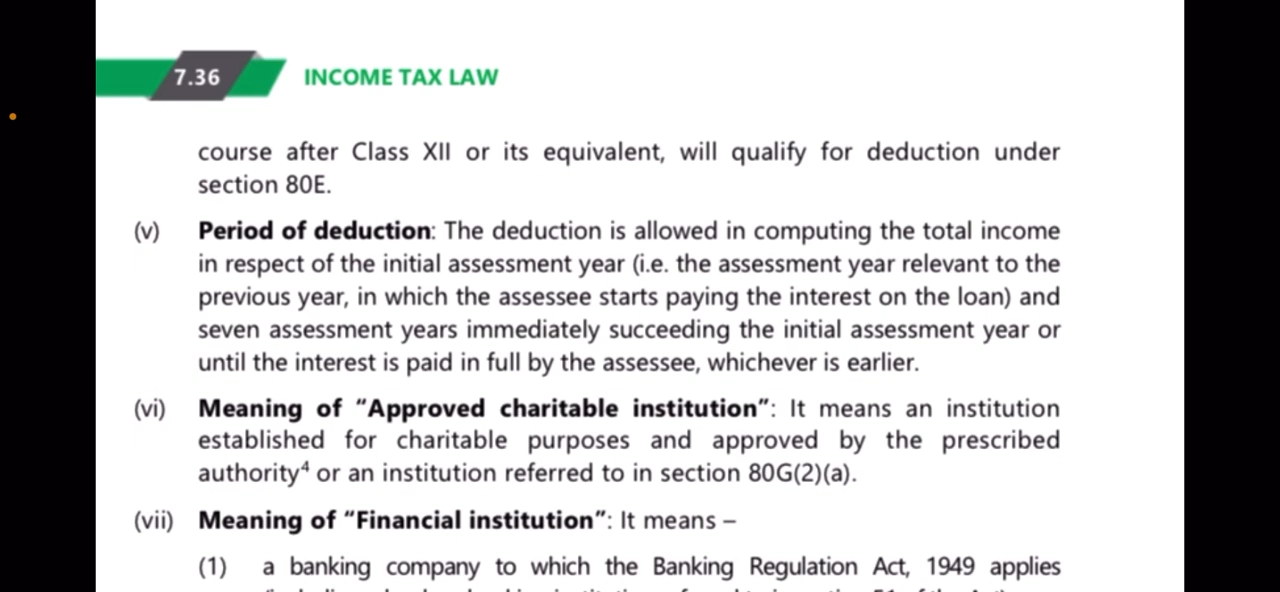 7.36 INCOME TAX LAW
course after Class XII or its equivalent, will qualify for deduction under
section 80E.
(v) Period of deduction: The deduction is allowed in computing the total income
in respect of the initial assessment year (i.e. the assessment year relevant to the
previous year, in which the assessee starts paying the interest on the loan) and
seven assessment years immediately succeeding the initial assessment year or
until the interest is paid in full by the assessee, whichever is earlier.
(vi) Meaning of “Approved charitable institution”: It means an institution
established for charitable purposes and approved by the prescribed
authority⁴ or an institution referred to in section 80G(2)(a).
(vii) Meaning of “Financial institution”: It means –
(1) a banking company to which the Banking Regulation Act, 1949 applies